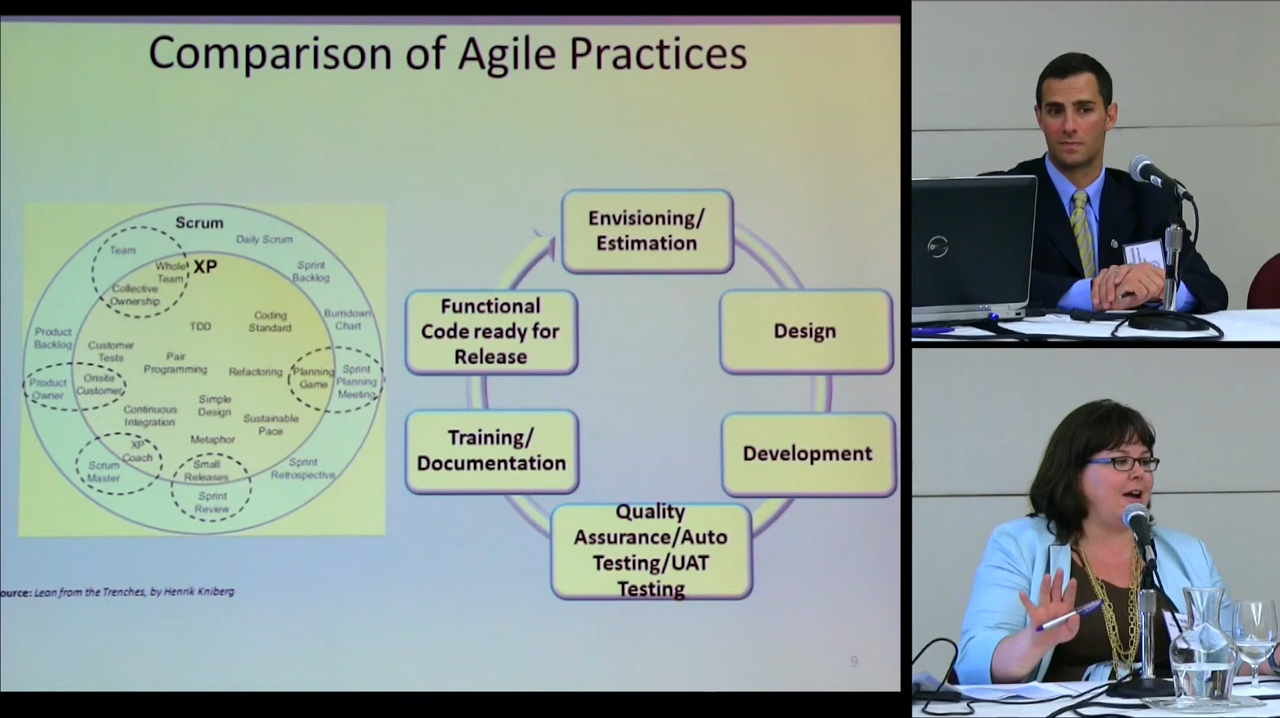 Comparison of Agile Practices
Scrum
Daily Scrum
Team
Whole
Team
XP
Sprint
Backlog
Collective
Ownership
TDD
Coding
Standard
Burndown
Chart
Product
Backlog
Customer
Tests
Pair
Programming
Refactoring
Planning
Game
Sprint
Planning
Meeting
Product
Owner
Onsite
Customer
Simple
Design
Continuous
Integration
Sustainable
Pace
Metaphor
XP
Coach
Scrum
Master
Small
Releases
Sprint
Retrospective
Sprint
Review
Envisioning/
Estimation
Design
Development
Quality
Assurance/Auto
Testing/UAT
Testing
Training/
Documentation
Functional
Code ready for
Release
ource: Lean from the Trenches, by Henrik Kniberg
9
DELL